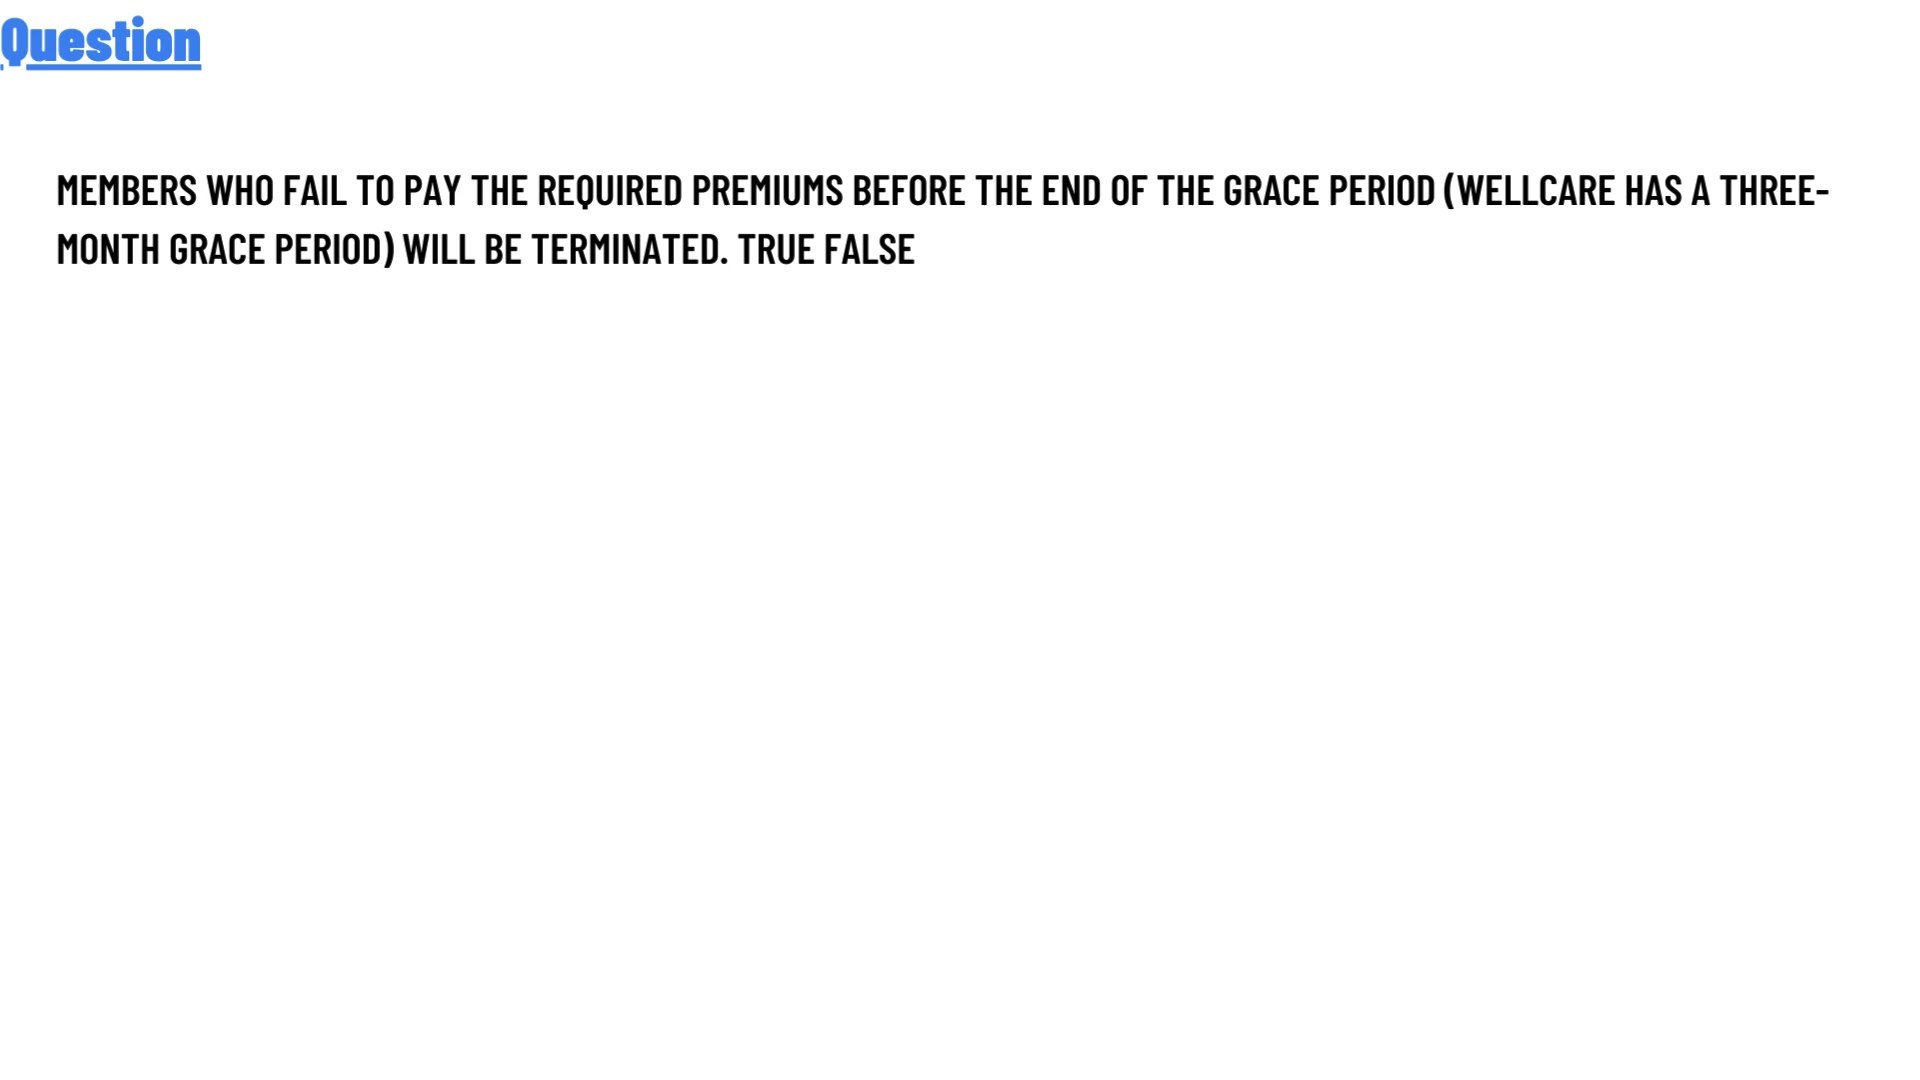 Question
MEMBERS WHO FAIL TO PAY THE REQUIRED PREMIUMS BEFORE THE END OF THE GRACE PERIOD (WELLCARE HAS A THREE-
MONTH GRACE PERIOD) WILL BE TERMINATED. TRUE FALSE